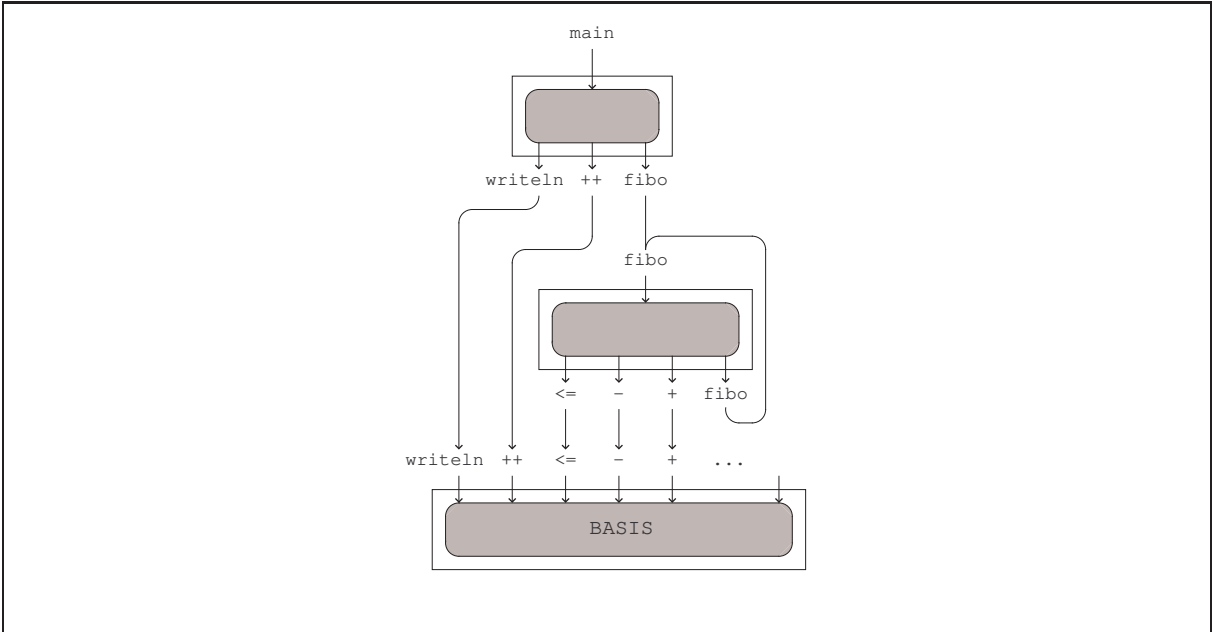 main
writeln ++ fibo
fibo
<= - + fibo
writeln ++ <= - + ...
BASIS